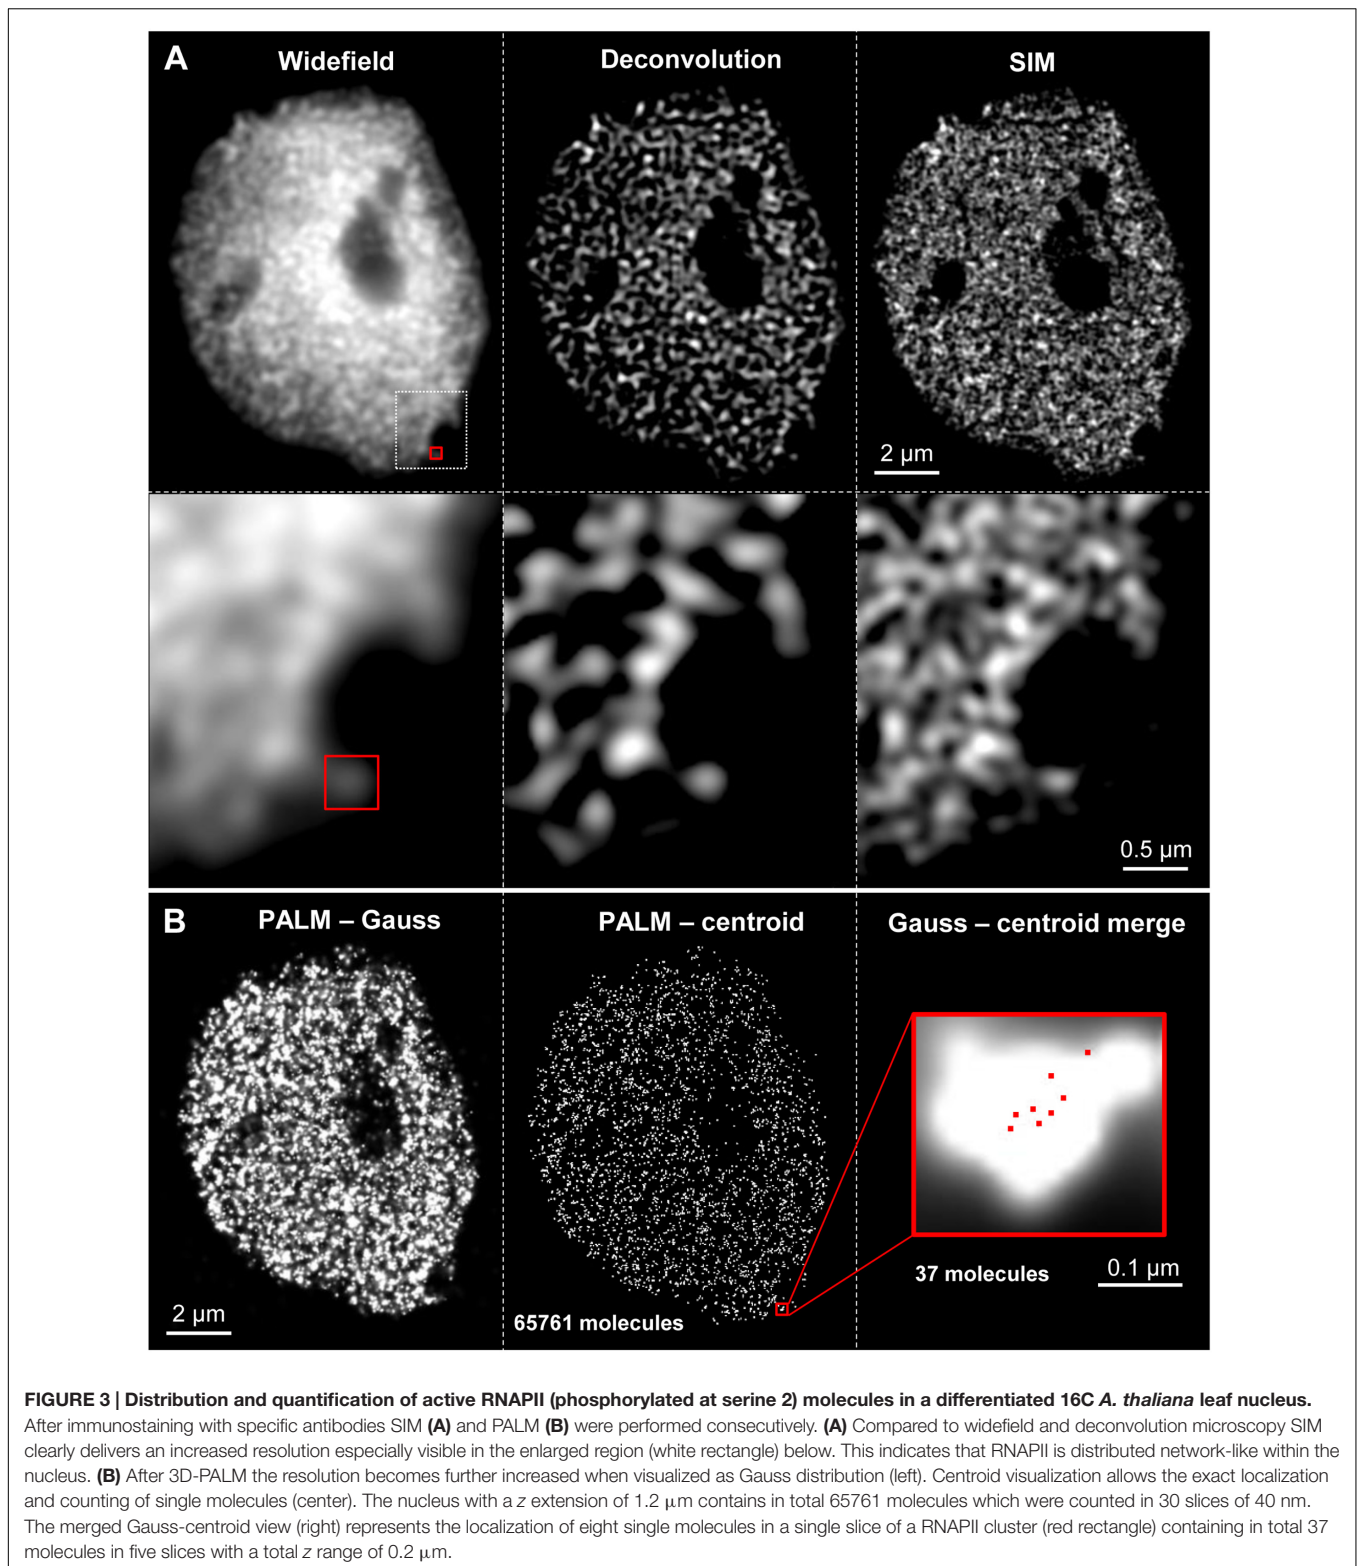 A
Widefield
Deconvolution
SIM
2 µm
0.5 µm
B
PALM – Gauss
PALM – centroid
Gauss – centroid merge
37 molecules
0.1 µm
2 µm
65761 molecules
FIGURE 3 | Distribution and quantification of active RNAPII (phosphorylated at serine 2) molecules in a differentiated 16C A. thaliana leaf nucleus.
After immunostaining with specific antibodies SIM (A) and PALM (B) were performed consecutively. (A) Compared to widefield and deconvolution microscopy SIM
clearly delivers an increased resolution especially visible in the enlarged region (white rectangle) below. This indicates that RNAPII is distributed network-like within the
nucleus. (B) After 3D-PALM the resolution becomes further increased when visualized as Gauss distribution (left). Centroid visualization allows the exact localization
and counting of single molecules (center). The nucleus with a z extension of 1.2 µm contains in total 65761 molecules which were counted in 30 slices of 40 nm.
The merged Gauss-centroid view (right) represents the localization of eight single molecules in a single slice of a RNAPII cluster (red rectangle) containing in total 37
molecules in five slices with a total z range of 0.2 µm.